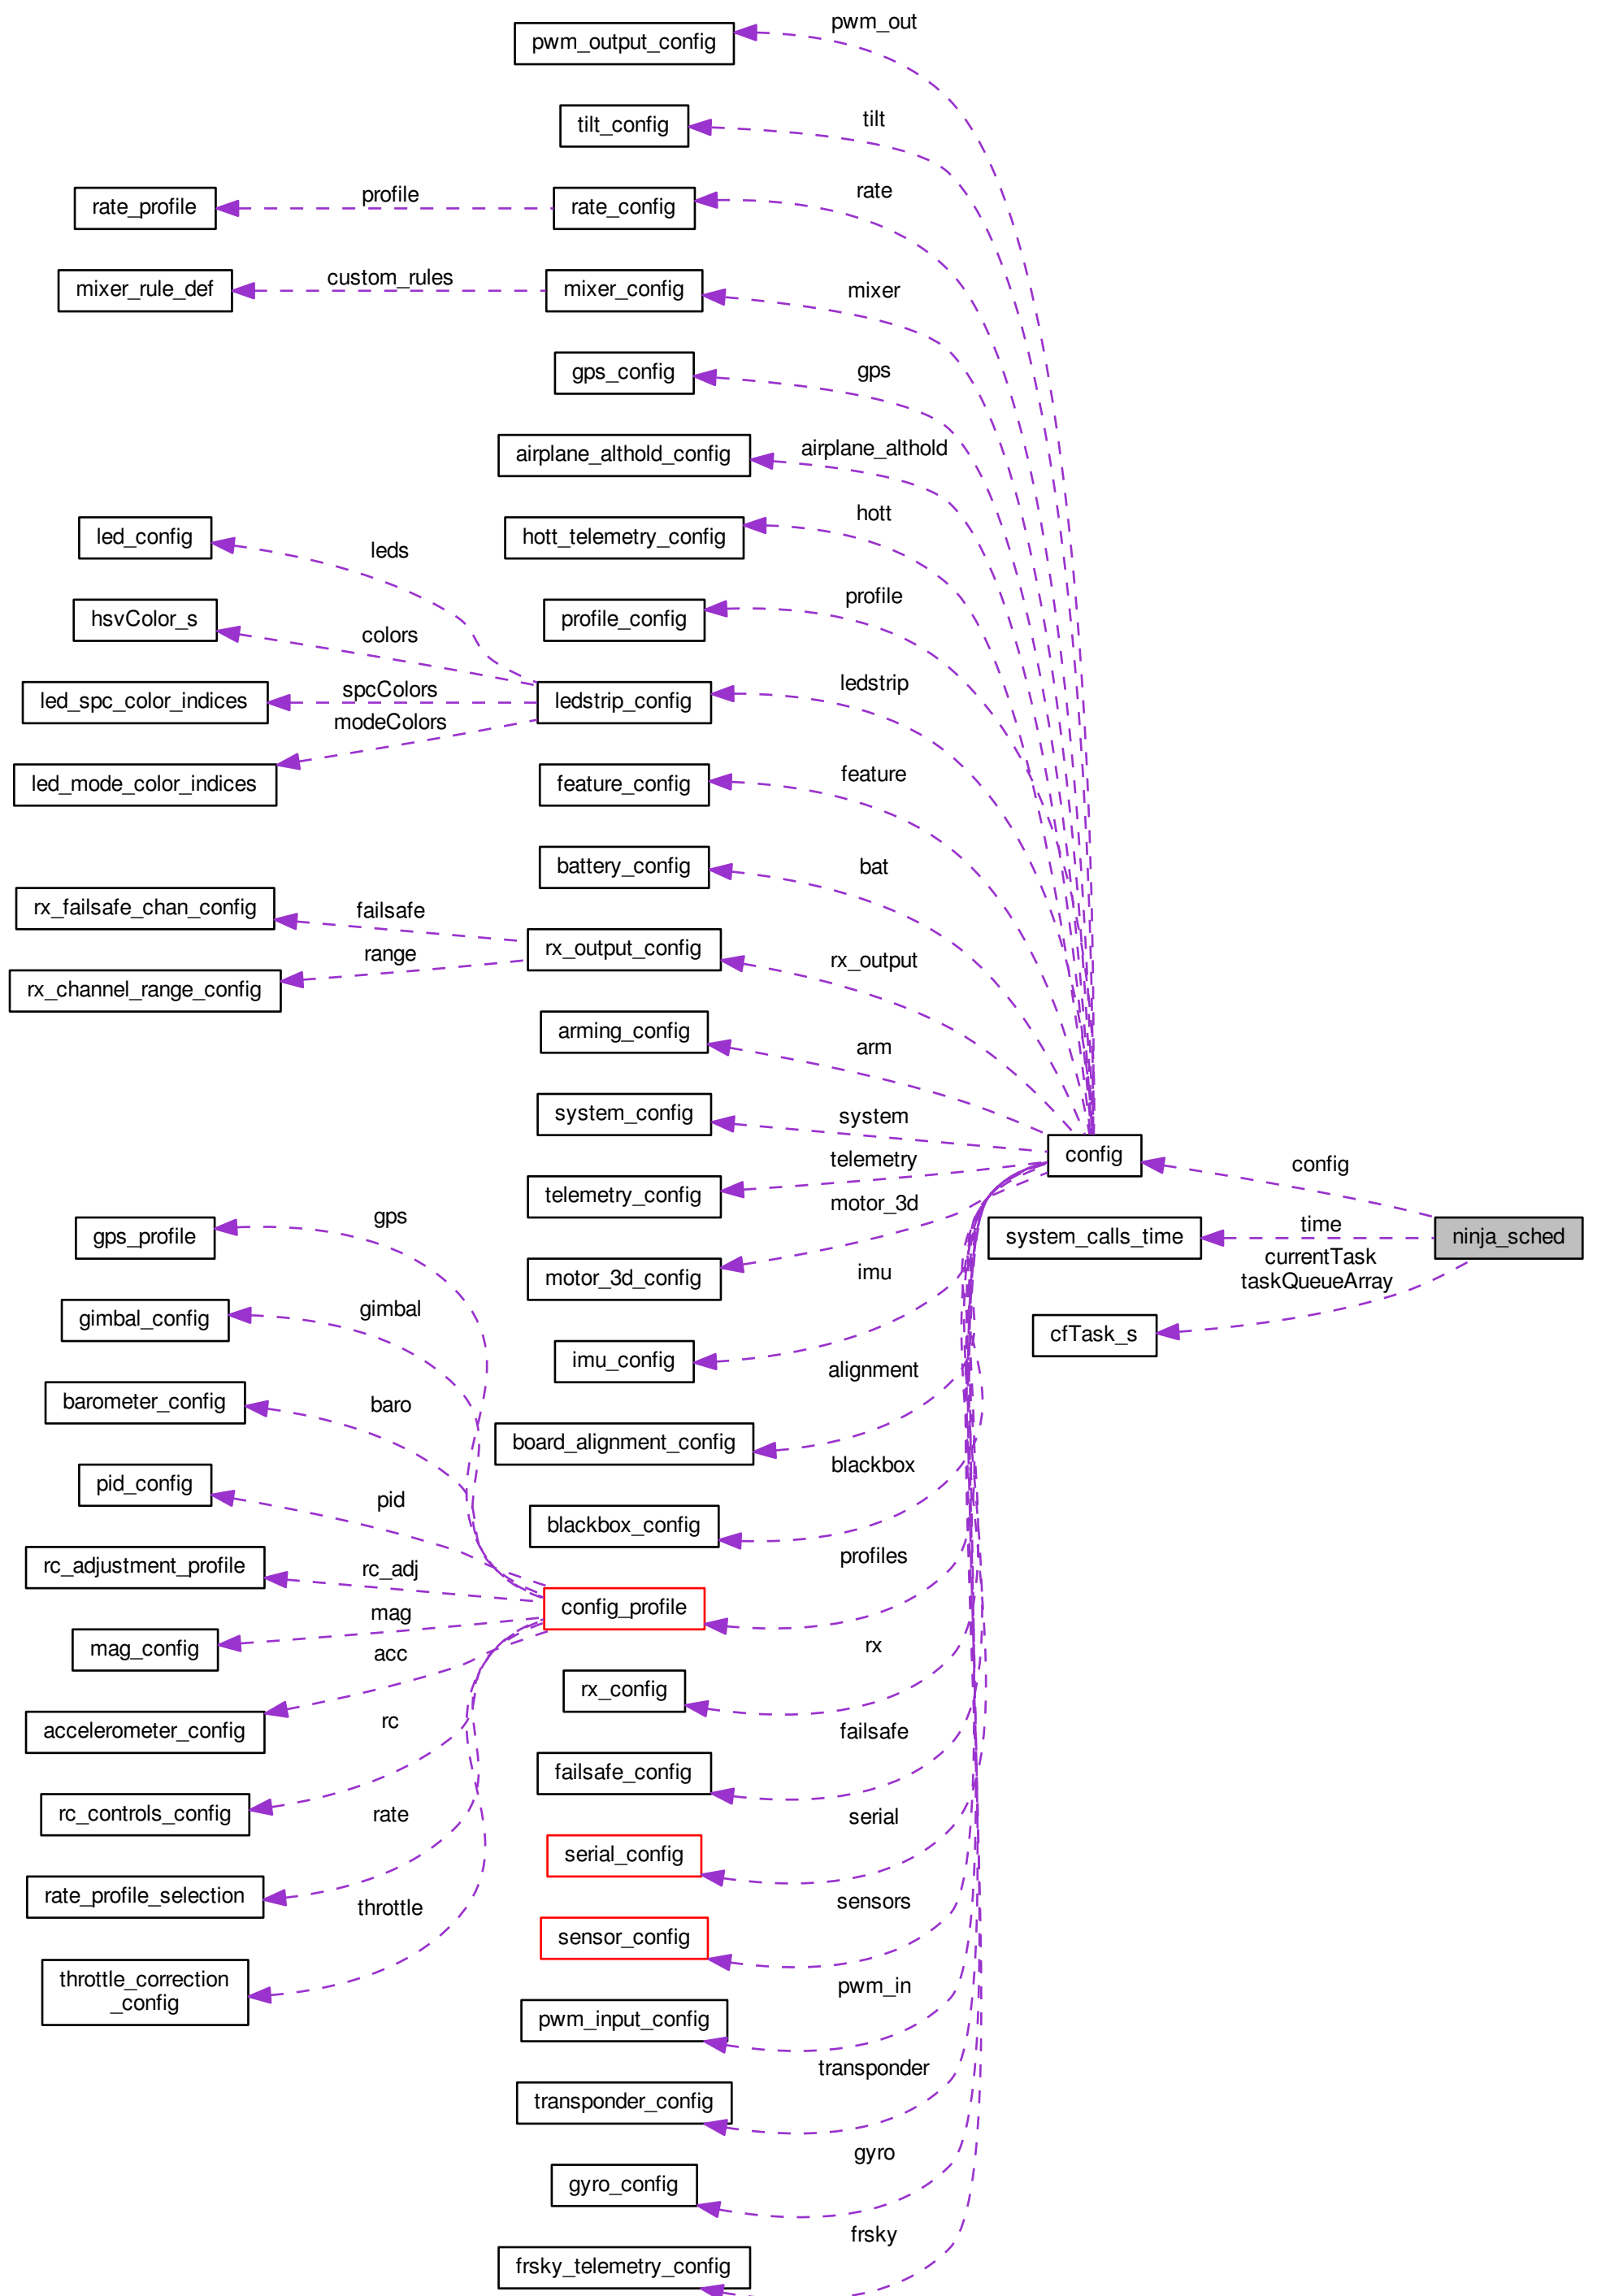 pwm_out
pwm_output_config
tilt
tilt_config
rate
rate_profile
profile
rate_config
mixer
mixer_rule_def
custom_rules
mixer_config
gps
gps_config
airplane_althold
airplane_althold_config
hott
hott_telemetry_config
led_config
leds
profile
profile_config
hsvColor_s
colors
ledstrip
led_spc_color_indices
spcColors
ledstrip_config
modeColors
led_mode_color_indices
feature
feature_config
bat
battery_config
rx_failsafe_chan_config
failsafe
rx_output_config
rx_output
range
rx_channel_range_config
arming_config
arm
system_config
system
config
config
telemetry
telemetry_config
motor_3d
gps_profile
gps
system_calls_time
time
ninja_sched
currentTask
taskQueueArray
motor_3d_config
imu
gimbal_config
gimbal
cfTask_s
imu_config
alignment
barometer_config
baro
board_alignment_config
blackbox
pid_config
pid
blackbox_config
profiles
rc_adjustment_profile
rc_adj
config_profile
mag
mag_config
acc
rx
rx_config
accelerometer_config
rc
failsafe
failsafe_config
rc_controls_config
rate
serial
serial_config
rate_profile_selection
throttle
sensors
sensor_config
throttle_correction
_config
pwm_in
pwm_input_config
transponder
transponder_config
gyro
gyro_config
frsky
frsky_telemetry_config